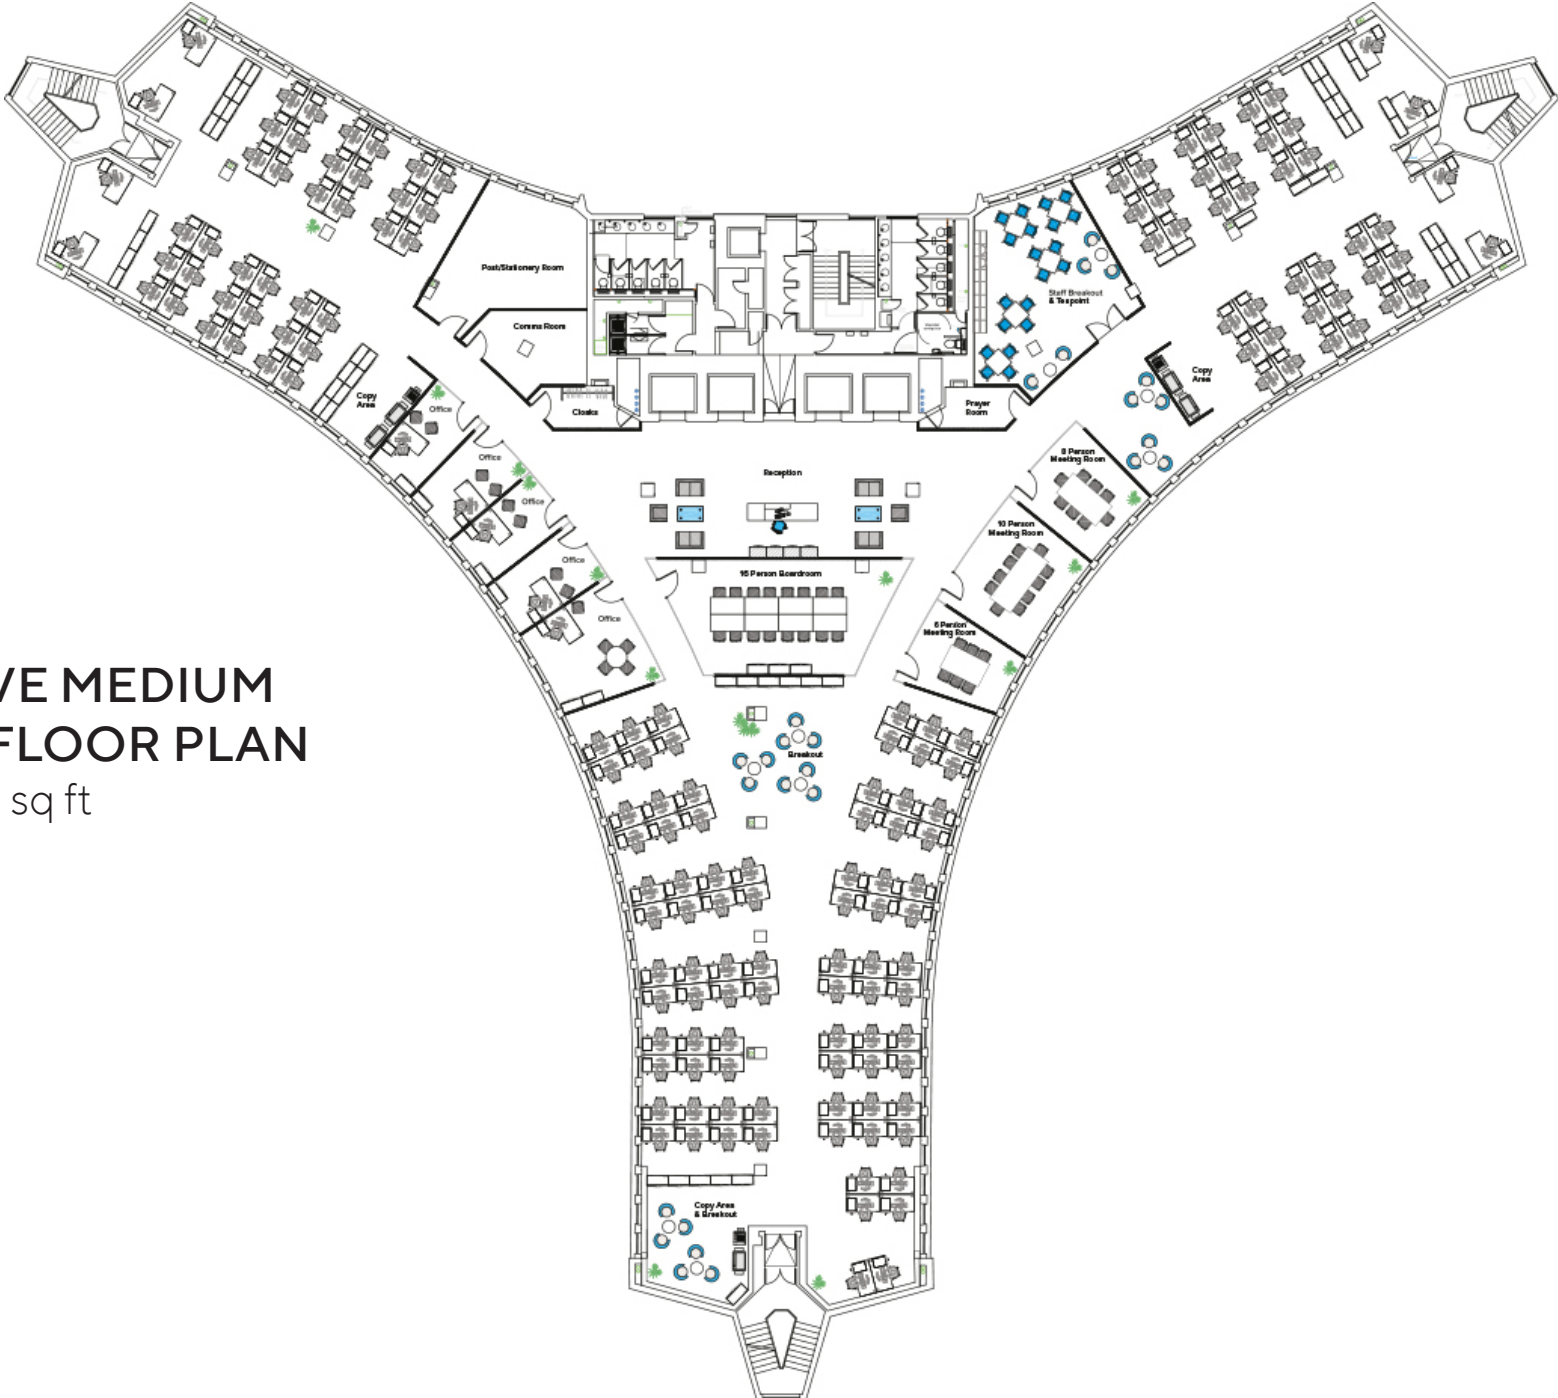 Post/Stationery Room
Comms Room
Staff Breakout
& Teapoint
Copy
Area
Office
Cloaks
Prayer
Room
Copy
Area
Office
Office
Office
Office
Reception
8 Person
Meeting Room
10 Person
Meeting Room
16 Person Boardroom
6 Person
Meeting Room
VE MEDIUM
FLOOR PLAN
sq ft
Breakout
Copy Area
& Breakout